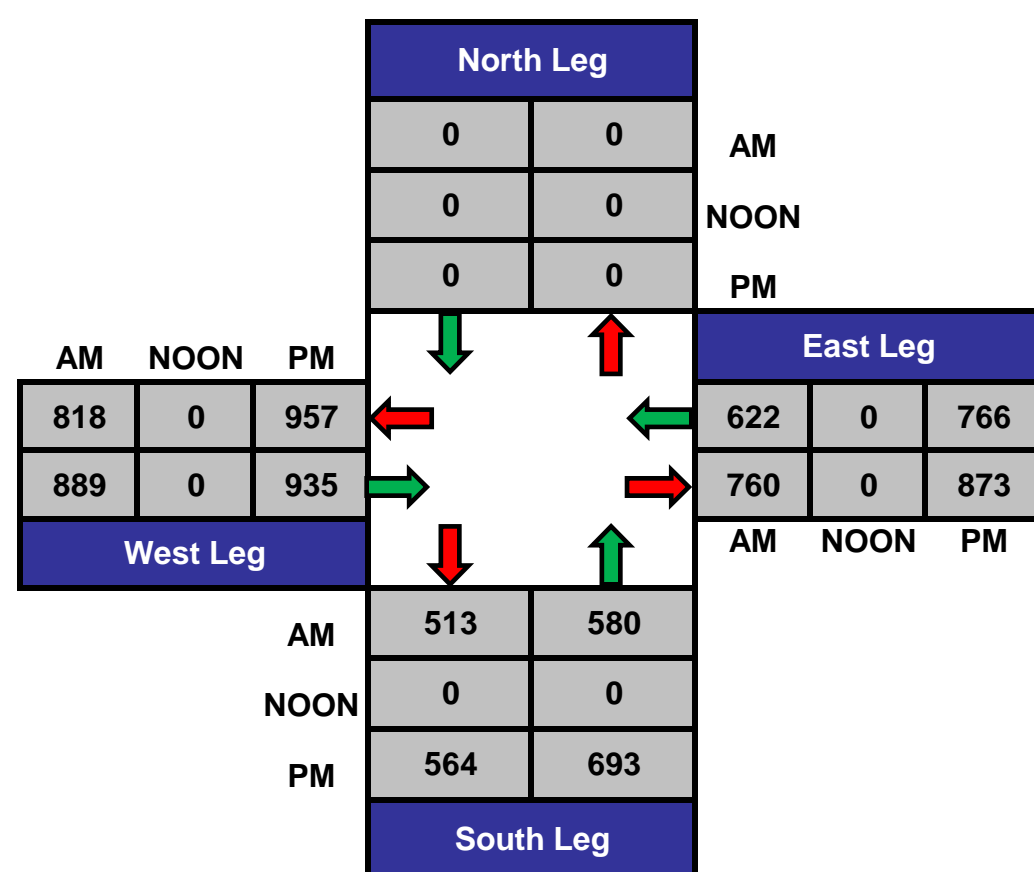 North Leg
0 0 AM
0 0 NOON
0 0 PM
East Leg
AM NOON PM
818 0 957
622 0 766
889 0 935
760 0 873
West Leg
AM NOON PM
AM 513 580
NOON 0 0
PM 564 693
South Leg